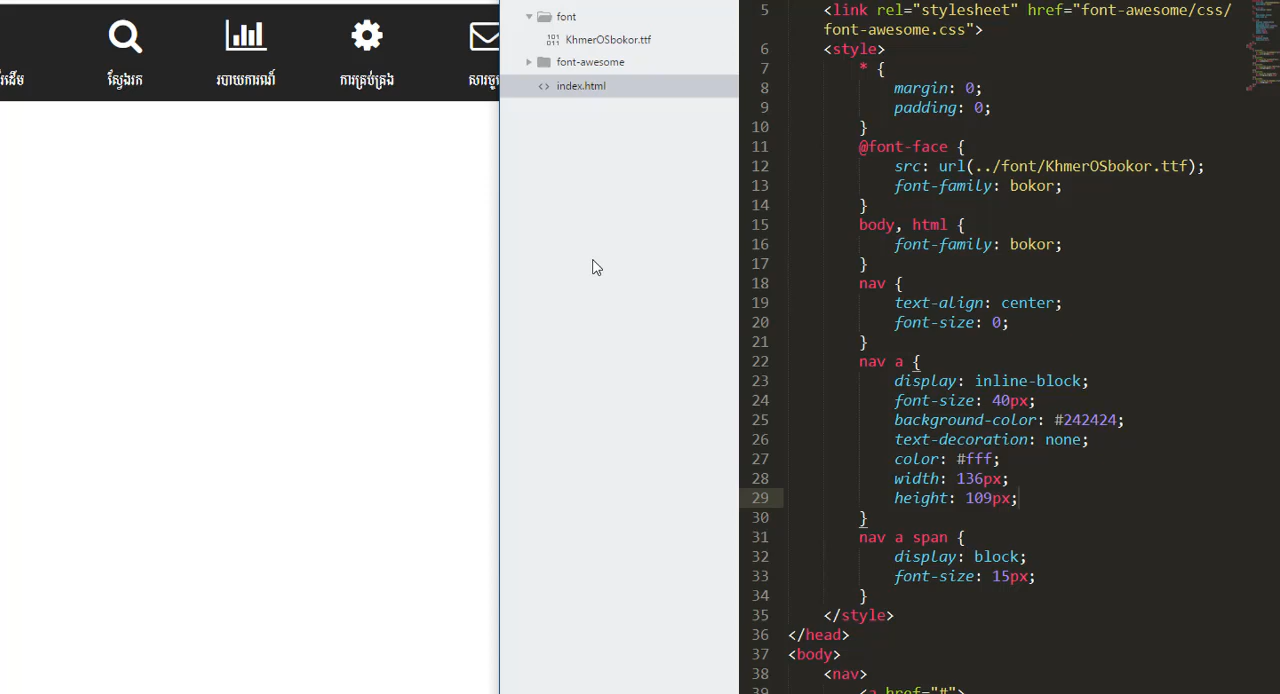 រើដើម
ស្វែងរក
របាយការណ៍
ការគ្រប់គ្រង
font
KhmerOSbokor.ttf
font-awesome
index.html
5 <link rel="stylesheet" href="font-awesome/css/
font-awesome.css">
6 <style>
7 * {
8 margin: 0;
9 padding: 0;
10 }
11 @font-face {
12 src: url(../font/KhmerOSbokor.ttf);
13 font-family: bokor;
14 }
15 body, html {
16 font-family: bokor;
17 }
18 nav {
19 text-align: center;
20 font-size: 0;
21 }
22 nav a {
23 display: inline-block;
24 font-size: 40px;
25 background-color: #242424;
26 text-decoration: none;
27 color: #fff;
28 width: 136px;
29 height: 109px;
30 }
31 nav a span {
32 display: block;
33 font-size: 15px;
34 }
35 </style>
36 </head>
37 <body>
38 <nav>
39 <a href="#">